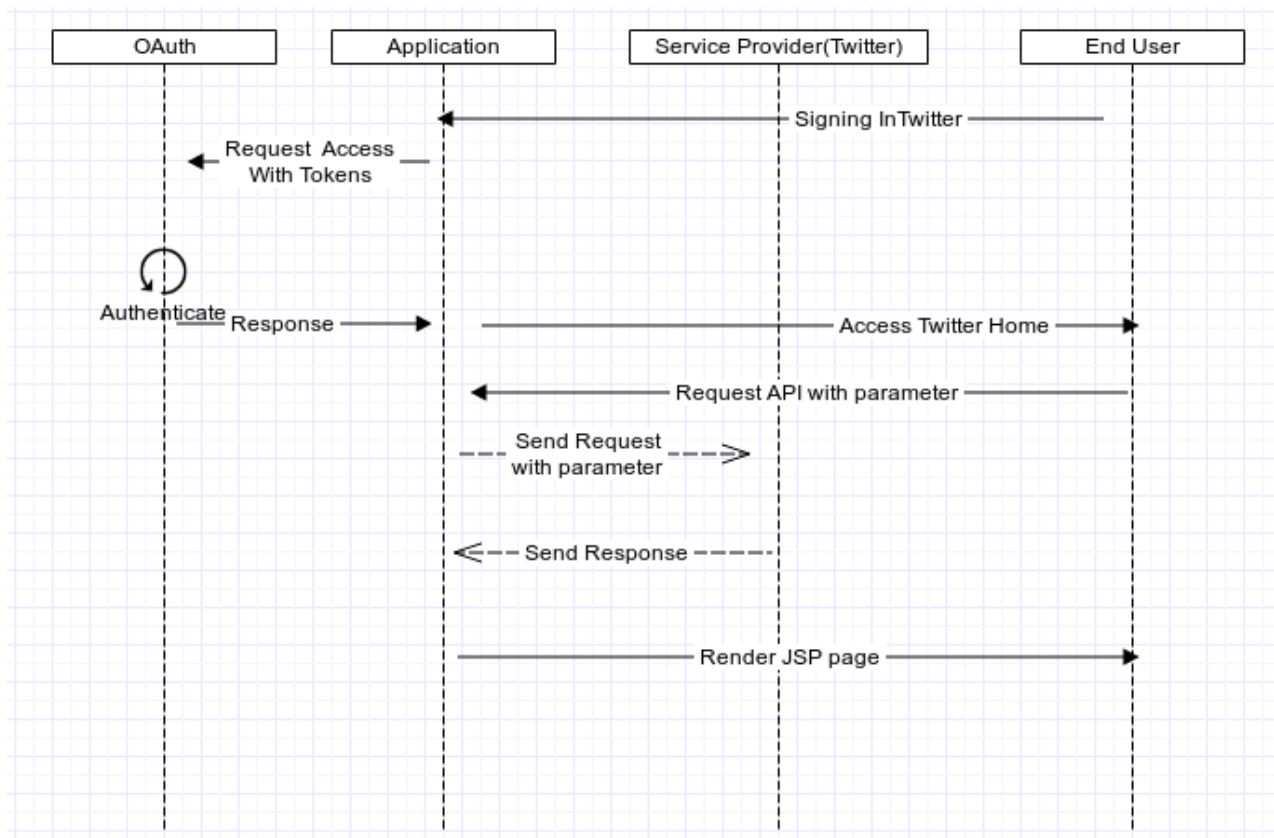 OAuth
Application
Service Provider(Twitter)
End User
Signing InTwitter
Request  Access
With Tokens
Authenticate
Response
Access Twitter Home
Request API with parameter
Send Request
with parameter
Send Response
Render JSP page